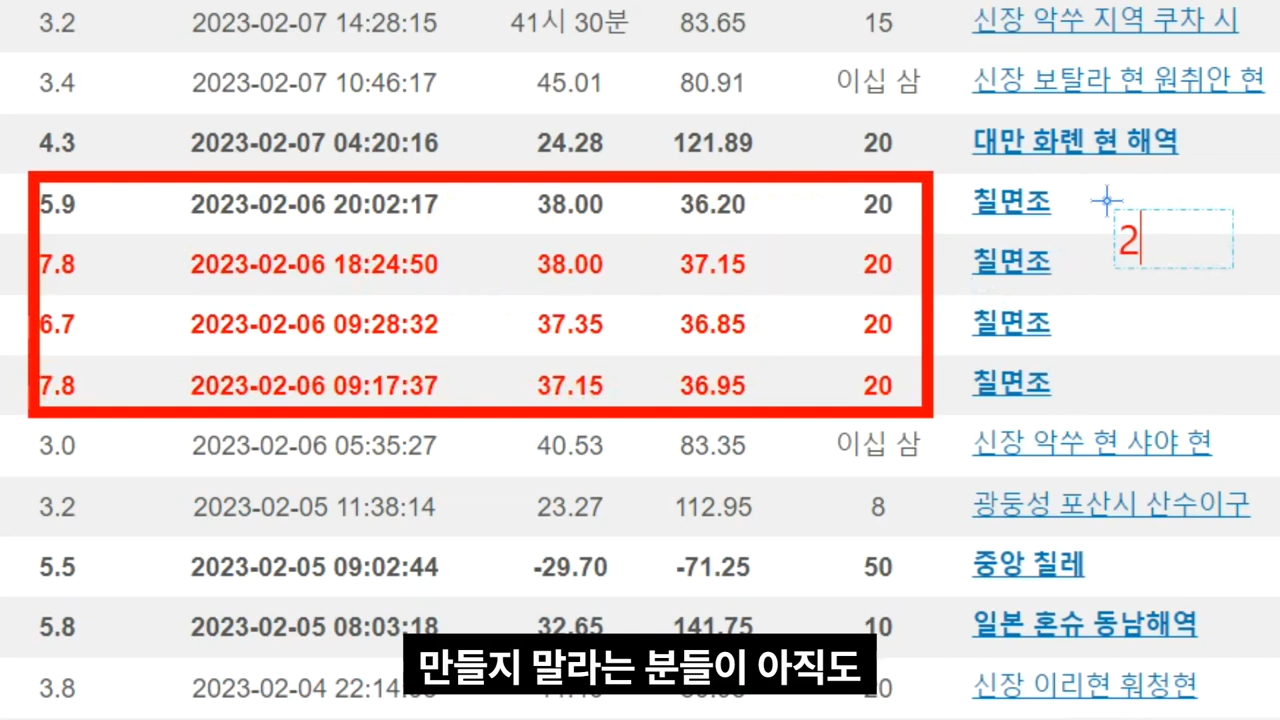 3.2 2023-02-07 14:28:15 41시 30분 83.65 15 신장 악쑤 지역 쿠차 시
3.4 2023-02-07 10:46:17 45.01 80.91 이십 삼 신장 보탈라 현 원취안 현
4.3 2023-02-07 04:20:16 24.28 121.89 20 대만 화롄 현 해역
5.9 2023-02-06 20:02:17 38.00 36.20 20 칠면조
2
7.8 2023-02-06 18:24:50 38.00 37.15 20 칠면조
6.7 2023-02-06 09:28:32 37.35 36.85 20 칠면조
7.8 2023-02-06 09:17:37 37.15 36.95 20 칠면조
3.0 2023-02-06 05:35:27 40.53 83.35 이십 삼 신장 악쑤 현 샤야 현
3.2 2023-02-05 11:38:14 23.27 112.95 8 광둥성 포산시 산수이구
5.5 2023-02-05 09:02:44 -29.70 -71.25 50 중앙 칠레
5.8 2023-02-05 08:03:18 32.65 141.75 10 일본 혼슈 동남해역
3.8 2023-02-04 20 신장 이리현 훠청현
만들지 말라는 분들이 아직도